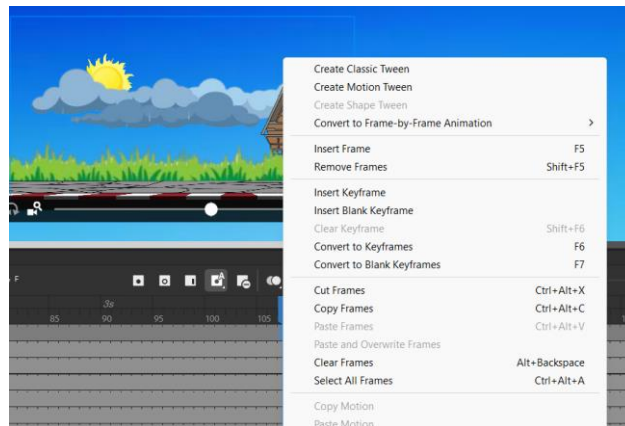 Create Classic Tween
Create Motion Tween
Create Shape Tween
Convert to Frame-by-Frame Animation >
Insert Frame F5
Remove Frames Shift+F5
Insert Keyframe
Insert Blank Keyframe
Clear Keyframe Shift+F6
Convert to Keyframes F6
Convert to Blank Keyframes F7
Cut Frames Ctrl+Alt+X
Copy Frames Ctrl+Alt+C
Paste Frames Ctrl+Alt+V
Paste and Overwrite Frames
Clear Frames Alt+Backspace
Select All Frames Ctrl+Alt+A
Copy Motion
Paste Motion
F
3s
85 90 95 100 105